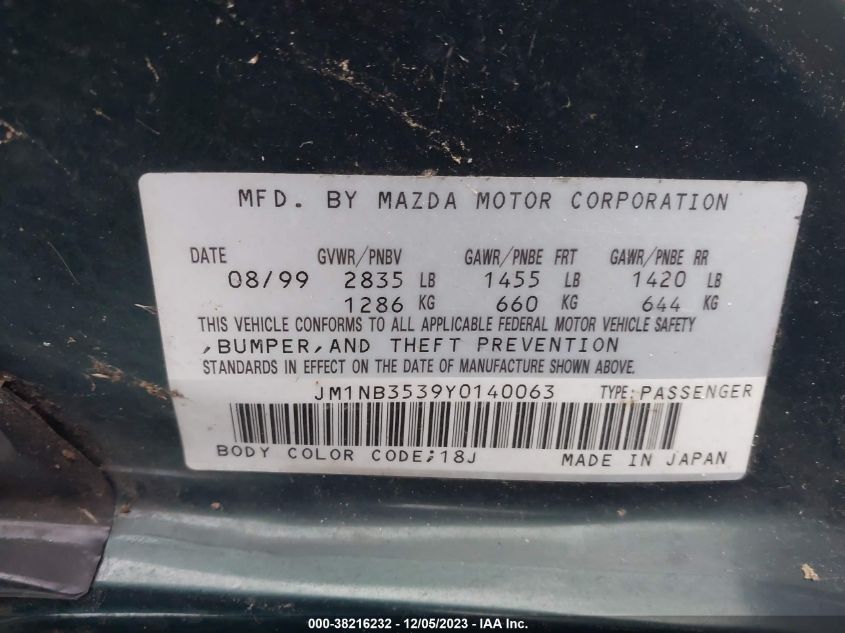 MFD. BY MAZDA MOTOR CORPORATION
DATE GVWR/PNBV GAWR/PNBE FRT GAWR/PNBE RR
08/99 2835 LB 1455 LB 1420 LB
1286 KG 660 KG 644 KG
THIS VEHICLE CONFORMS TO ALL APPLICABLE FEDERAL MOTOR VEHICLE SAFETY
,BUMPER,AND THEFT PREVENTION
STANDARDS IN EFFECT ON THE DATE OF MANUFACTURE SHOWN ABOVE.
JM1NB3539Y0140063 TYPE:PASSENGER
BODY COLOR CODE;18J MADE IN JAPAN
000-38216232 - 12/05/2023 - IAA Inc.